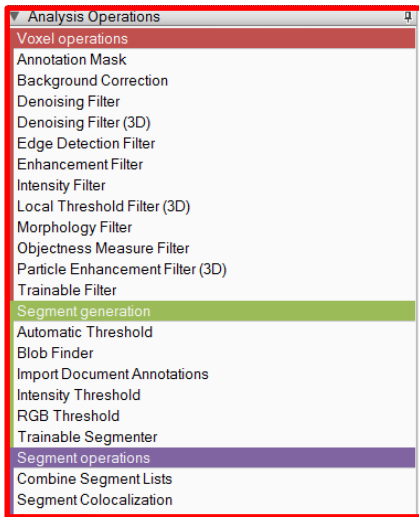 Analysis Operations
Voxel operations
Annotation Mask
Background Correction
Denoising Filter
Denoising Filter (3D)
Edge Detection Filter
Enhancement Filter
Intensity Filter
Local Threshold Filter (3D)
Morphology Filter
Objectness Measure Filter
Particle Enhancement Filter (3D)
Trainable Filter
Segment generation
Automatic Threshold
Blob Finder
Import Document Annotations
Intensity Threshold
RGB Threshold
Trainable Segmenter
Segment operations
Combine Segment Lists
Segment Colocalization